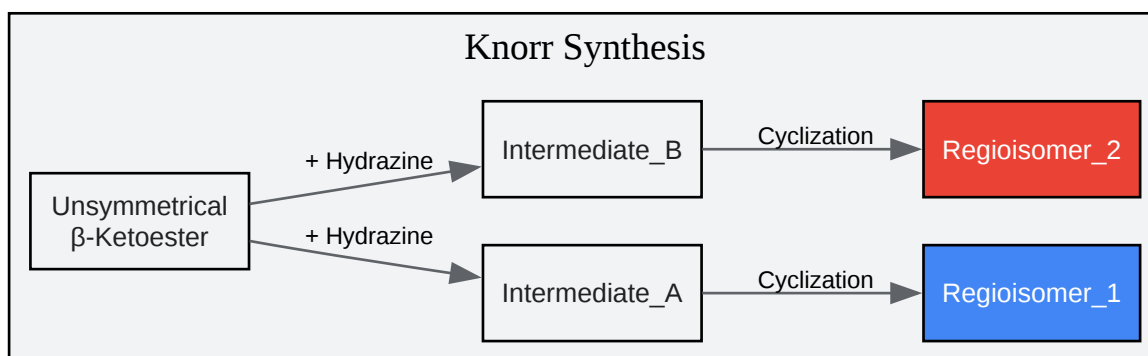 Knorr Synthesis
+ Hydrazine
Intermediate_B
Cyclization
Regioisomer_2
Unsymmetrical
β-Ketoester
+ Hydrazine
Intermediate_A
Cyclization
Regioisomer_1